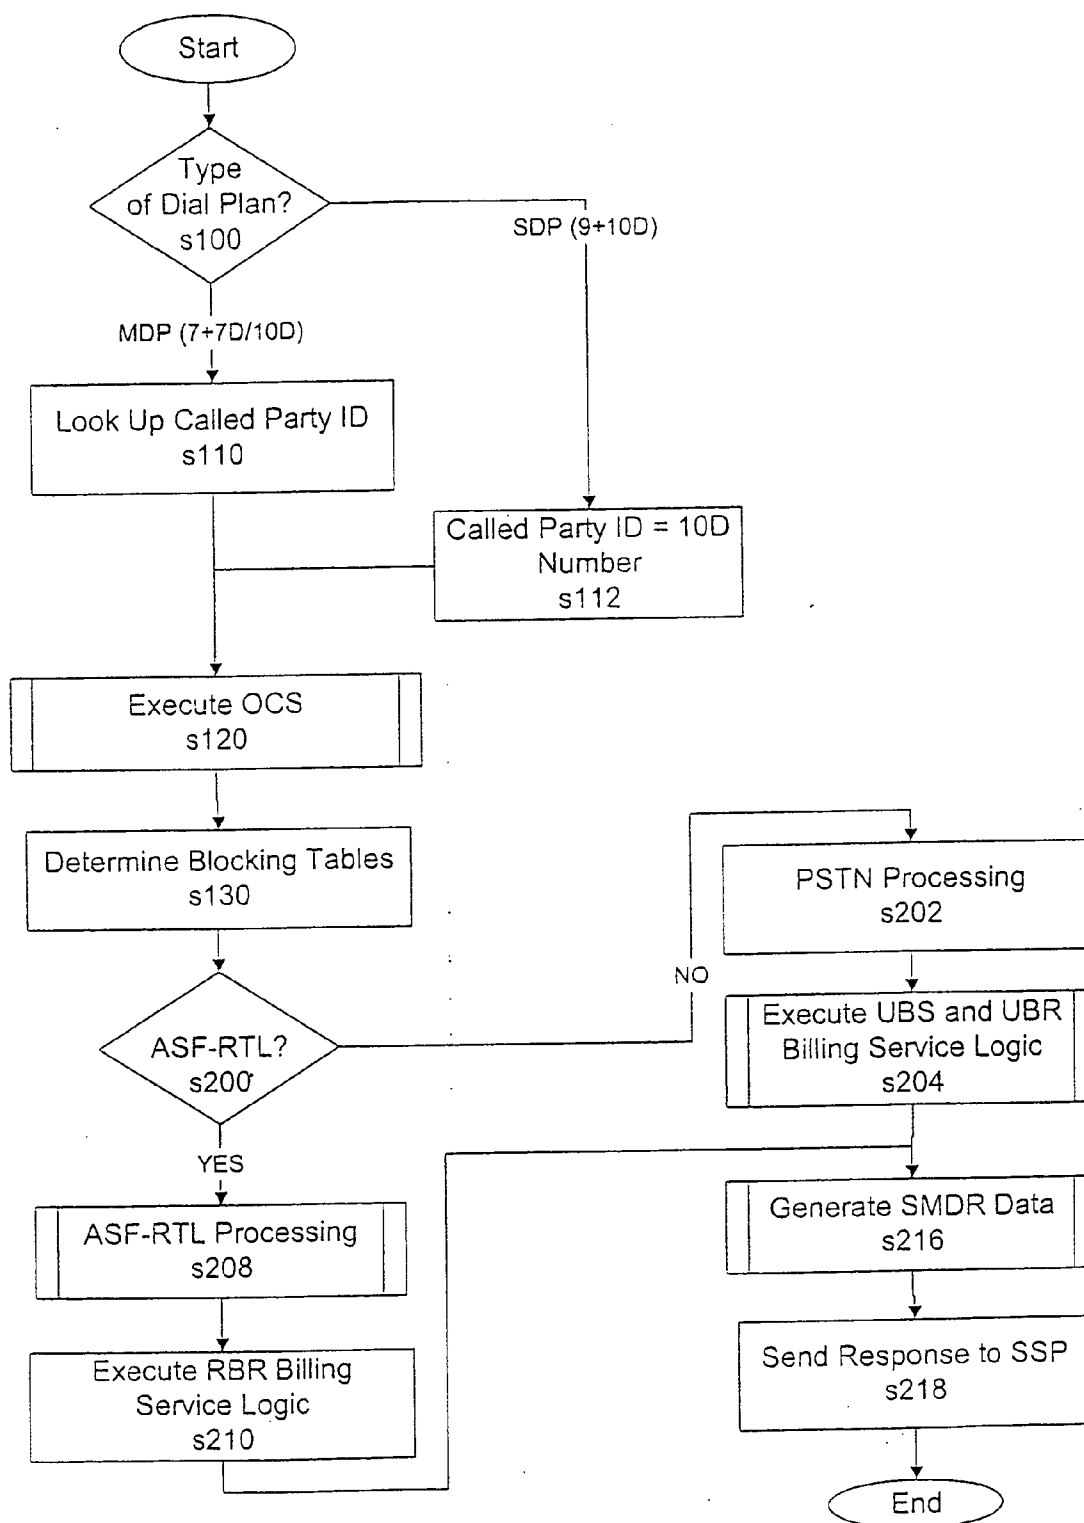 Start
Type
of Dial Plan?
s100
SDP (9+10D)
MDP (7+7D/10D)
Look Up Called Party ID
s110
Called Party ID = 10D
Number
s112
Execute OCS
s120
Determine Blocking Tables
s130
ASF-RTL?
s200
NO
YES
ASF-RTL Processing
s208
Execute RBR Billing
Service Logic
s210
PSTN Processing
s202
Execute UBS and UBR
Billing Service Logic
s204
Generate SMDR Data
s216
Send Response to SSP
s218
End